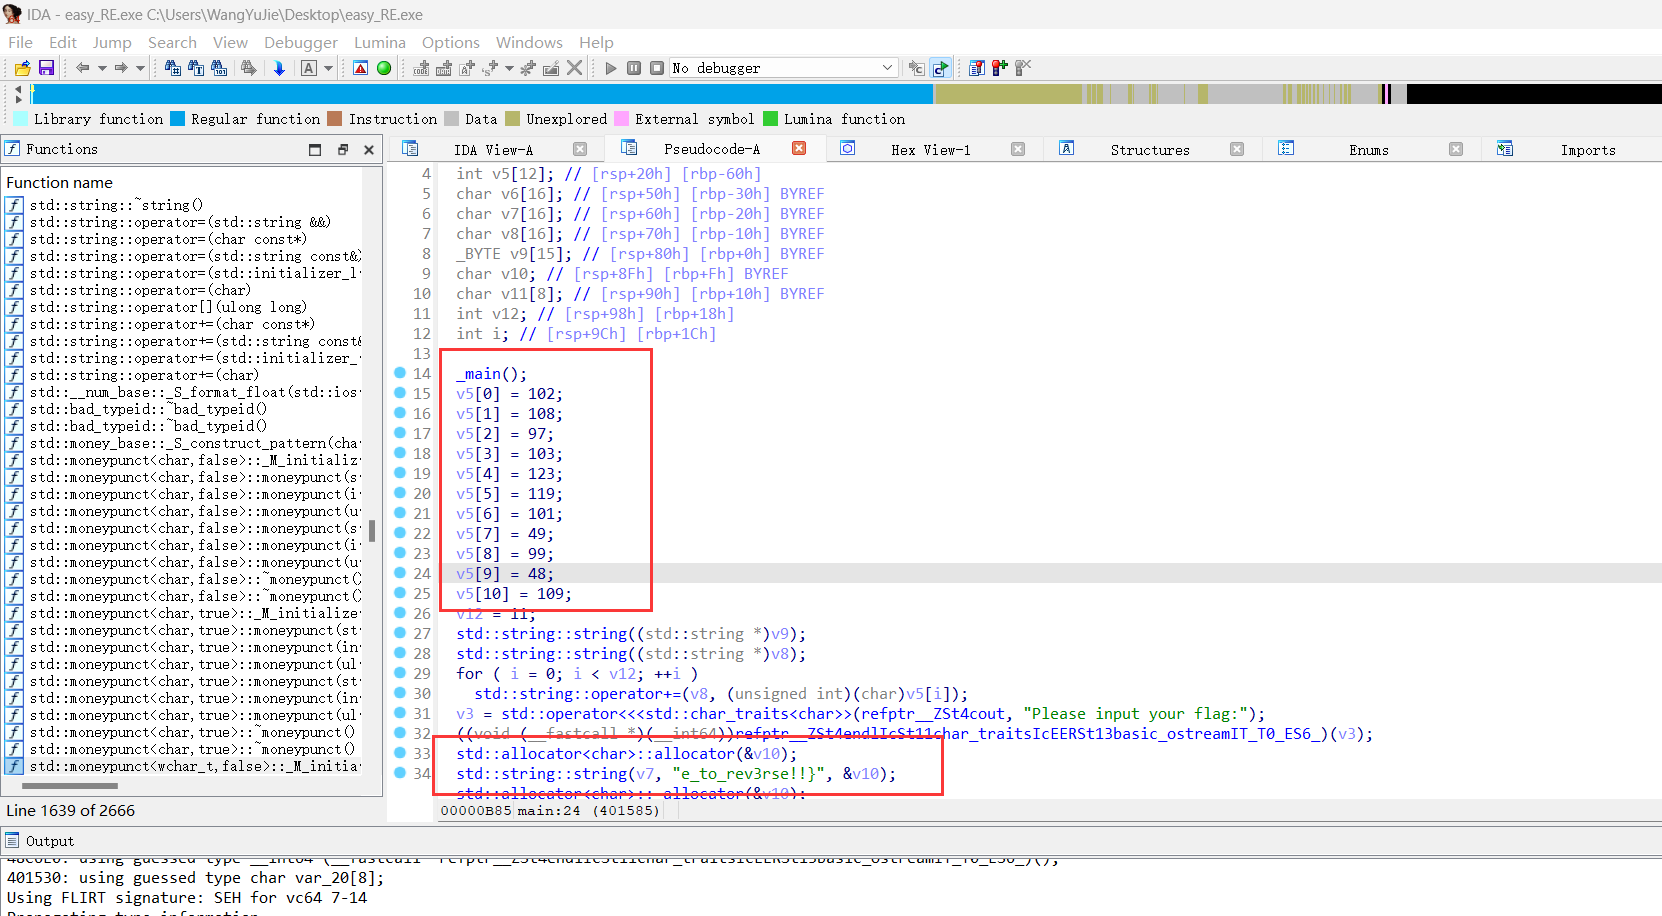 IDA - easy_RE.exe C:\Users\WangYuJie\Desktop\easy_RE.exe
File Edit Jump Search View Debugger Lumina Options Windows Help
No debugger
Library function Regular function Instruction Data Unexplored External symbol Lumina function
Functions
IDA View-A Pseudocode-A Hex View-1 Structures Enums Imports
Function name
std::string::~string()
std::string::operator=(std::string &&)
std::string::operator=(char const*)
std::string::operator=(std::string const&)
std::string::operator=(std::initializer_l
std::string::operator=(char)
std::string::operator[](ulong long)
std::string::operator+=(char const*)
std::string::operator+=(std::string const&
std::string::operator+=(std::initializer_
std::string::operator+=(char)
std::__num_base::_S_format_float(std::ios
std::bad_typeid::~bad_typeid()
std::bad_typeid::~bad_typeid()
std::money_base::_S_construct_pattern(cha
std::moneypunct<char,false>::_M_initializ
std::moneypunct<char,false>::moneypunct(s
std::moneypunct<char,false>::moneypunct(i
std::moneypunct<char,false>::moneypunct(u
std::moneypunct<char,false>::moneypunct(s
std::moneypunct<char,false>::moneypunct(i
std::moneypunct<char,false>::moneypunct(u
std::moneypunct<char,false>::~moneypunct()
std::moneypunct<char,false>::~moneypunct()
std::moneypunct<char,true>::_M_initialize
std::moneypunct<char,true>::moneypunct(st
std::moneypunct<char,true>::moneypunct(in
std::moneypunct<char,true>::moneypunct(ul
std::moneypunct<char,true>::moneypunct(st
std::moneypunct<char,true>::moneypunct(in
std::moneypunct<char,true>::moneypunct(ul
std::moneypunct<char,true>::~moneypunct()
std::moneypunct<char,true>::~moneypunct()
std::moneypunct<wchar_t,false>::_M_initia
Line 1639 of 2666
4 int v5[12]; // [rsp+20h] [rbp-60h]
5 char v6[16]; // [rsp+50h] [rbp-30h] BYREF
6 char v7[16]; // [rsp+60h] [rbp-20h] BYREF
7 char v8[16]; // [rsp+70h] [rbp-10h] BYREF
8 _BYTE v9[15]; // [rsp+80h] [rbp+0h] BYREF
9 char v10; // [rsp+8Fh] [rbp+Fh] BYREF
10 char v11[8]; // [rsp+90h] [rbp+10h] BYREF
11 int v12; // [rsp+98h] [rbp+18h]
12 int i; // [rsp+9Ch] [rbp+1Ch]
13
14 _main();
15 v5[0] = 102;
16 v5[1] = 108;
17 v5[2] = 97;
18 v5[3] = 103;
19 v5[4] = 123;
20 v5[5] = 119;
21 v5[6] = 101;
22 v5[7] = 49;
23 v5[8] = 99;
24 v5[9] = 48;
25 v5[10] = 109;
26 v12 = 11;
27 std::string::string((std::string *)v9);
28 std::string::string((std::string *)v8);
29 for ( i = 0; i < v12; ++i )
30 std::string::operator+=(v8, (unsigned int)(char)v5[i]);
31 v3 = std::operator<<<std::char_traits<char>>(refptr__ZSt4cout, "Please input your flag:");
32 ((void (__fastcall *)(__int64))refptr__ZSt4endlIcSt11char_traitsIcEERSt13basic_ostreamIT_T0_ES6_)(v3);
33 std::allocator<char>::allocator(&v10);
34 std::string::string(v7, "e_to_rev3rse!!}", &v10);
std::allocator<char>::~allocator(&v10);
00000B85 main:24 (401585)
Output
48C6E0: using guessed type __int64 (__fastcall *refptr__ZSt4endlIcSt11char_traitsIcEERSt13basic_ostreamIT_T0_ES6_)();
401530: using guessed type char var_20[8];
Using FLIRT signature: SEH for vc64 7-14
Propagating type information